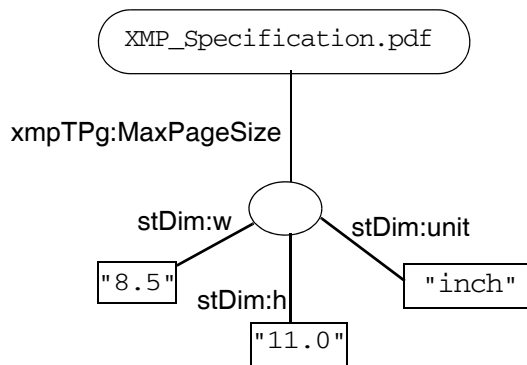 XMP_Specification.pdf
xmpTPg:MaxPageSize
stDim:w
stDim:unit
"8.5"
stDim:h
"inch"
"11.0"